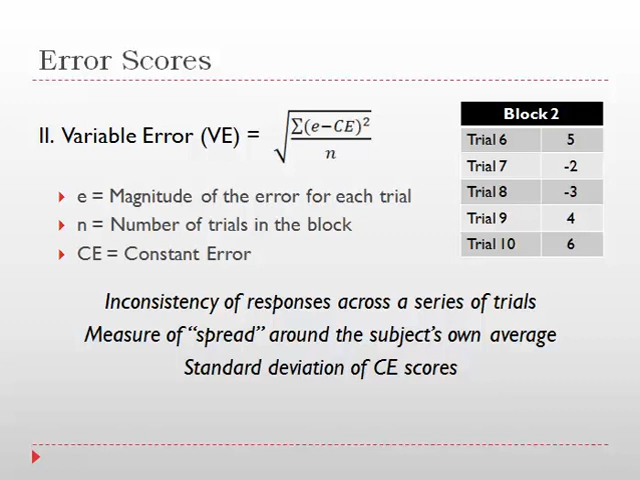 Error Scores
II. Variable Error (VE) = √(∑(e−CE)²/n)
e = Magnitude of the error for each trial
n = Number of trials in the block
CE = Constant Error
Block 2
Trial 6 5
Trial 7 -2
Trial 8 -3
Trial 9 4
Trial 10 6
Inconsistency of responses across a series of trials
Measure of “spread” around the subject’s own average
Standard deviation of CE scores